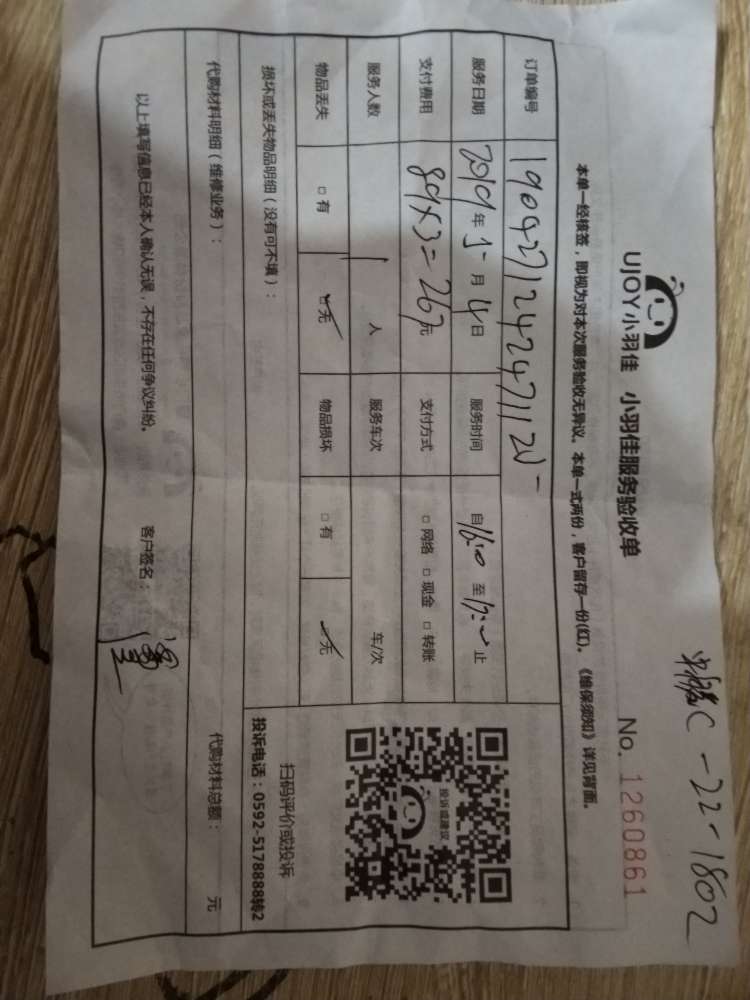 UJOY小羽佳 小羽佳服务验收单
No. 1260861
C-22-1802
本单一经核签，即视为对本次服务验收无异议。本单一式两份，客户留存一份(红)。《维保须知》详见背面。
订单编号
服务日期 2019年5月4日 服务时间 自 至 止
支付费用 89×3=267元 支付方式 □网络 □现金 □转账
服务人数 1人 服务车次 车/次
物品丢失 □有 ☑无 物品损坏 □有 ☑无
投诉或建议
扫码评价或投诉
投诉电话：0592-5178888转2
损坏或丢失物品明细（没有可不填）：
代购材料明细（维修业务）： 代购材料总额： 元
以上填写信息已经本人确认无误，不存在任何争议纠纷。 客户签名：